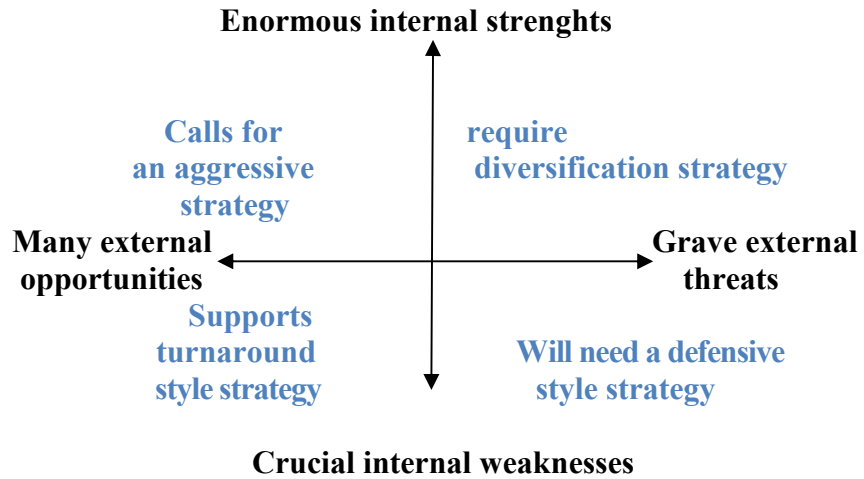 Enormous internal strenghts
Calls for
an aggressive
strategy
require
diversification strategy
Many external
opportunities
Grave external
threats
Supports
turnaround
style strategy
Will need a defensive
style strategy
Crucial internal weaknesses